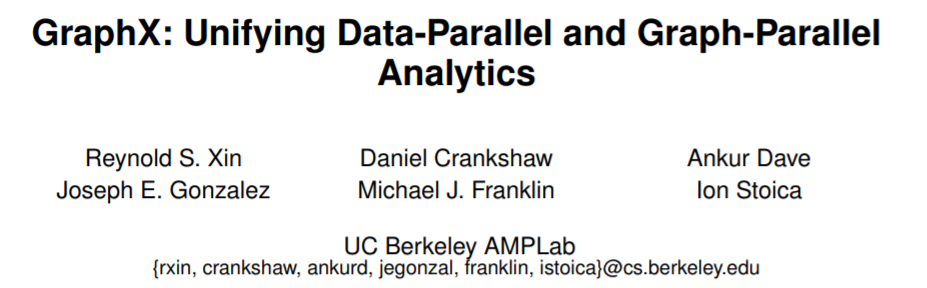 GraphX: Unifying Data-Parallel and Graph-Parallel
Analytics
Reynold S. Xin Daniel Crankshaw Ankur Dave
Joseph E. Gonzalez Michael J. Franklin Ion Stoica
UC Berkeley AMPLab
{rxin, crankshaw, ankurd, jegonzal, franklin, istoica}@cs.berkeley.edu